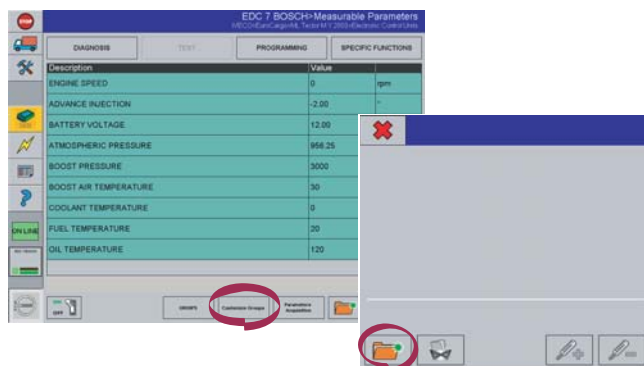 EDC 7 BOSCH>Measurable Parameters
DIAGNOSIS TEST PROGRAMMING SPECIFIC FUNCTIONS
Description Value
ENGINE SPEED 0 rpm
ADVANCE INJECTION -2.00 °
BATTERY VOLTAGE 12.00
ATMOSPHERIC PRESSURE 956.25
BOOST PRESSURE 3000
BOOST AIR TEMPERATURE 30
COOLANT TEMPERATURE 0
FUEL TEMPERATURE 20
OIL TEMPERATURE 120
ON LINE
OFF
GROUPS
Customize Groups
Parameters
Acquisition